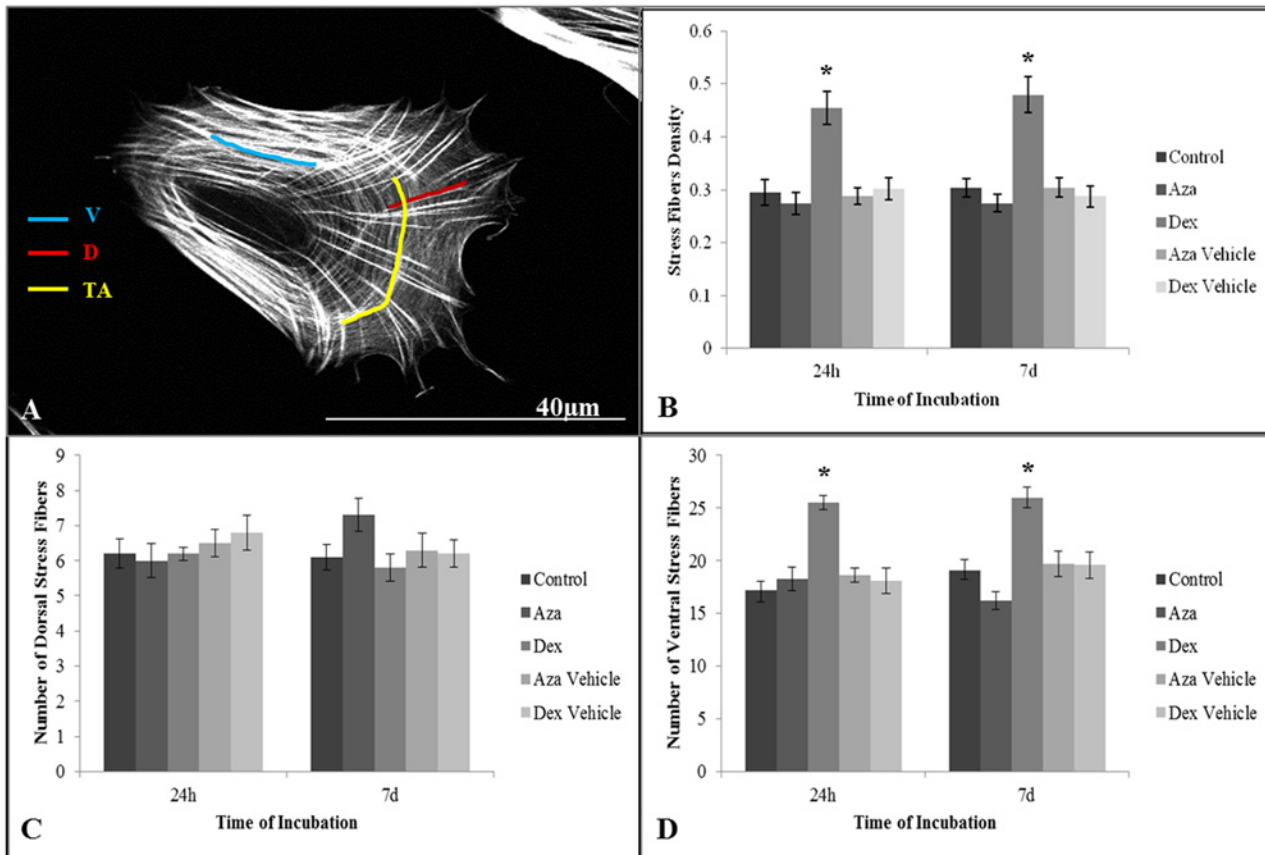 V
D
TA
40μm
A
0.6
0.5
0.4
0.3
0.2
0.1
0
Stress Fibers Density
*
*
24h
7d
Time of Incubation
Control
Aza
Dex
Aza Vehicle
Dex Vehicle
B
9
8
7
6
5
4
3
2
1
0
Number of Dorsal Stress Fibers
24h
7d
Time of Incubation
Control
Aza
Dex
Aza Vehicle
Dex Vehicle
C
30
25
20
15
10
5
0
Number of Ventral Stress Fibers
*
*
24h
7d
Time of Incubation
Control
Aza
Dex
Aza Vehicle
Dex Vehicle
D